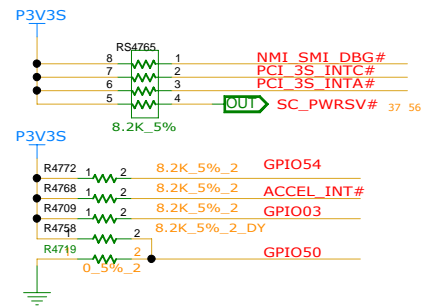 P3V3S
RS4765
8 1 NMI_SMI_DBG#
7 2 PCI_3S_INTC#
6 3 PCI_3S_INTA#
5 4 OUT SC_PWRSV# 37 56
8.2K_5%
P3V3S
R4772 1 2 8.2K_5%_2 GPIO54
R4768 1 2 8.2K_5%_2 ACCEL_INT#
R4709 1 2 8.2K_5%_2 GPIO03
R4758 1 2 8.2K_5%_2_DY
R4719 1 2 GPIO50
0_5%_2